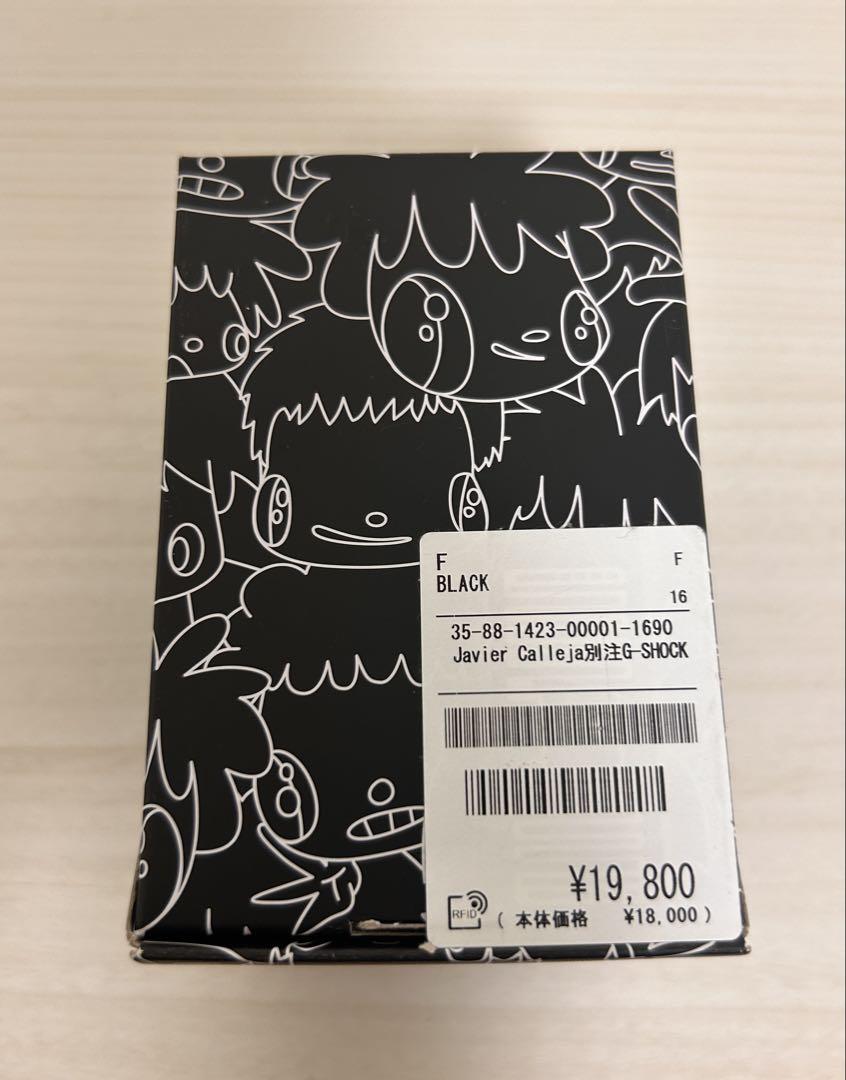 F F
BLACK
16
35-88-1423-00001-1690
Javier Calleja別注G-SHOCK
¥19,800
RFID
(本体価格 ¥18,000)